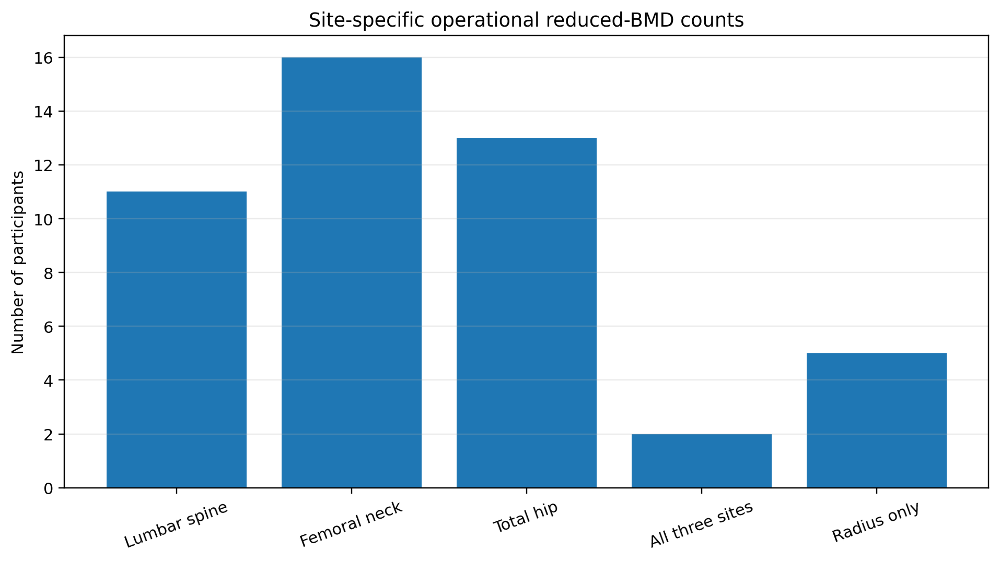 Site-specific operational reduced-BMD counts
Number of participants
16
14
12
10
8
6
4
2
0
Lumbar spine
Femoral neck
Total hip
All three sites
Radius only